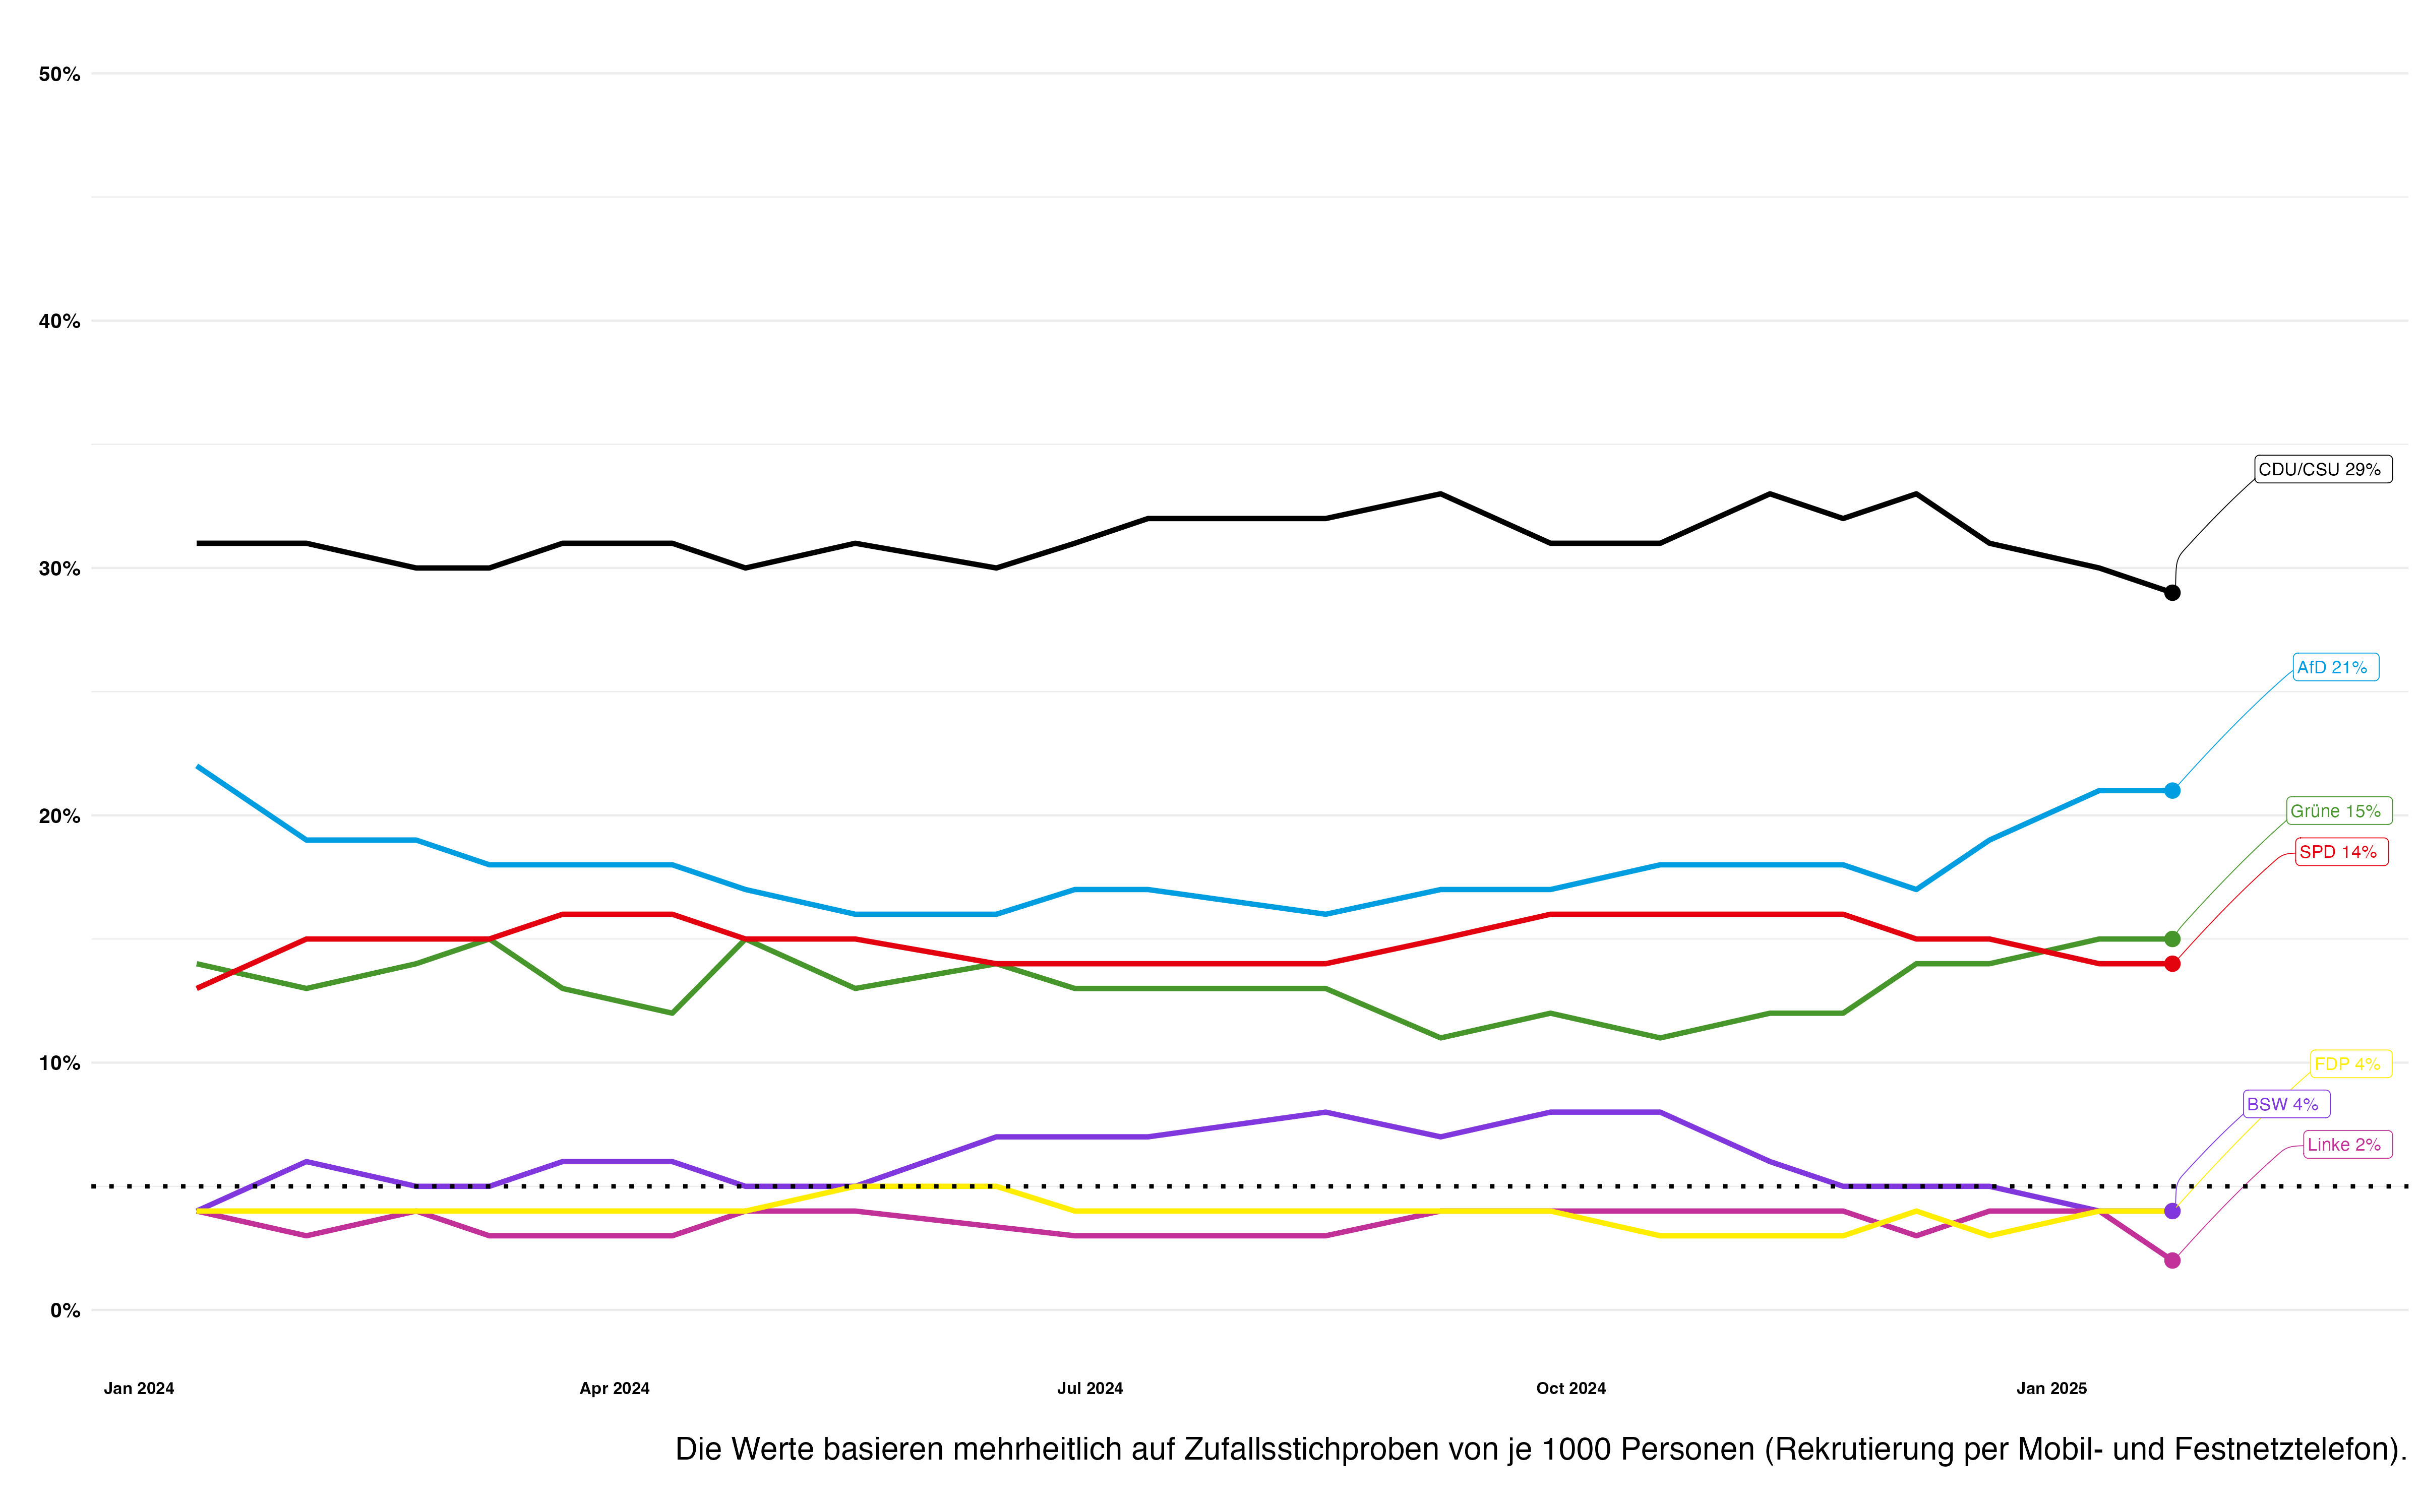 50%
40%
CDU/CSU 29%
30%
AfD 21%
20%
Grüne 15%
SPD 14%
10%
FDP 4%
BSW 4%
Linke 2%
0%
Jan 2024 Apr 2024 Jul 2024 Oct 2024 Jan 2025
Die Werte basieren mehrheitlich auf Zufallsstichproben von je 1000 Personen (Rekrutierung per Mobil- und Festnetztelefon).